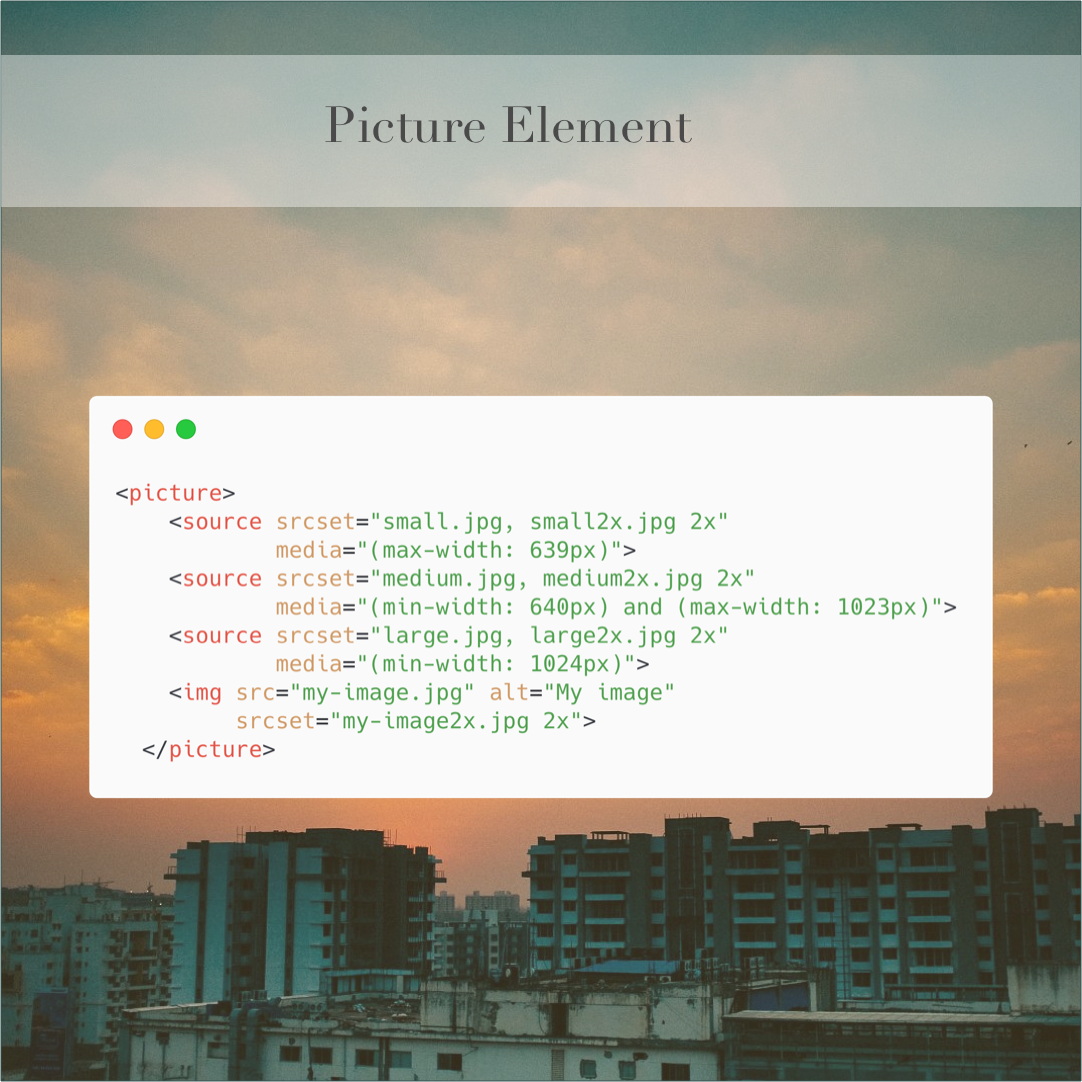 Picture Element
<picture>
<source srcset="small.jpg, small2x.jpg 2x"
media="(max-width: 639px)">
<source srcset="medium.jpg, medium2x.jpg 2x"
media="(min-width: 640px) and (max-width: 1023px)">
<source srcset="large.jpg, large2x.jpg 2x"
media="(min-width: 1024px)">
<img src="my-image.jpg" alt="My image"
srcset="my-image2x.jpg 2x">
</picture>